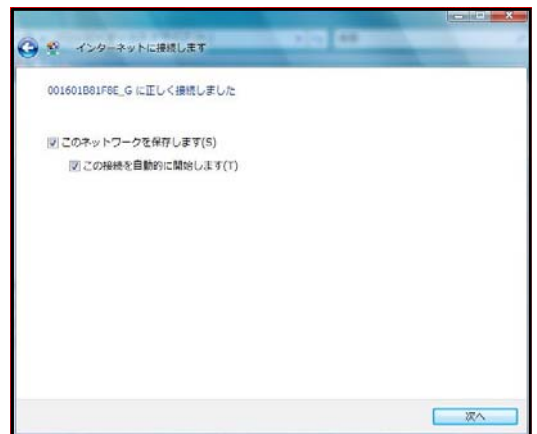 インターネットに接続します
001601B81F8E_G に正しく接続しました
このネットワークを保存します(S)
この接続を自動的に開始します(T)
次へ